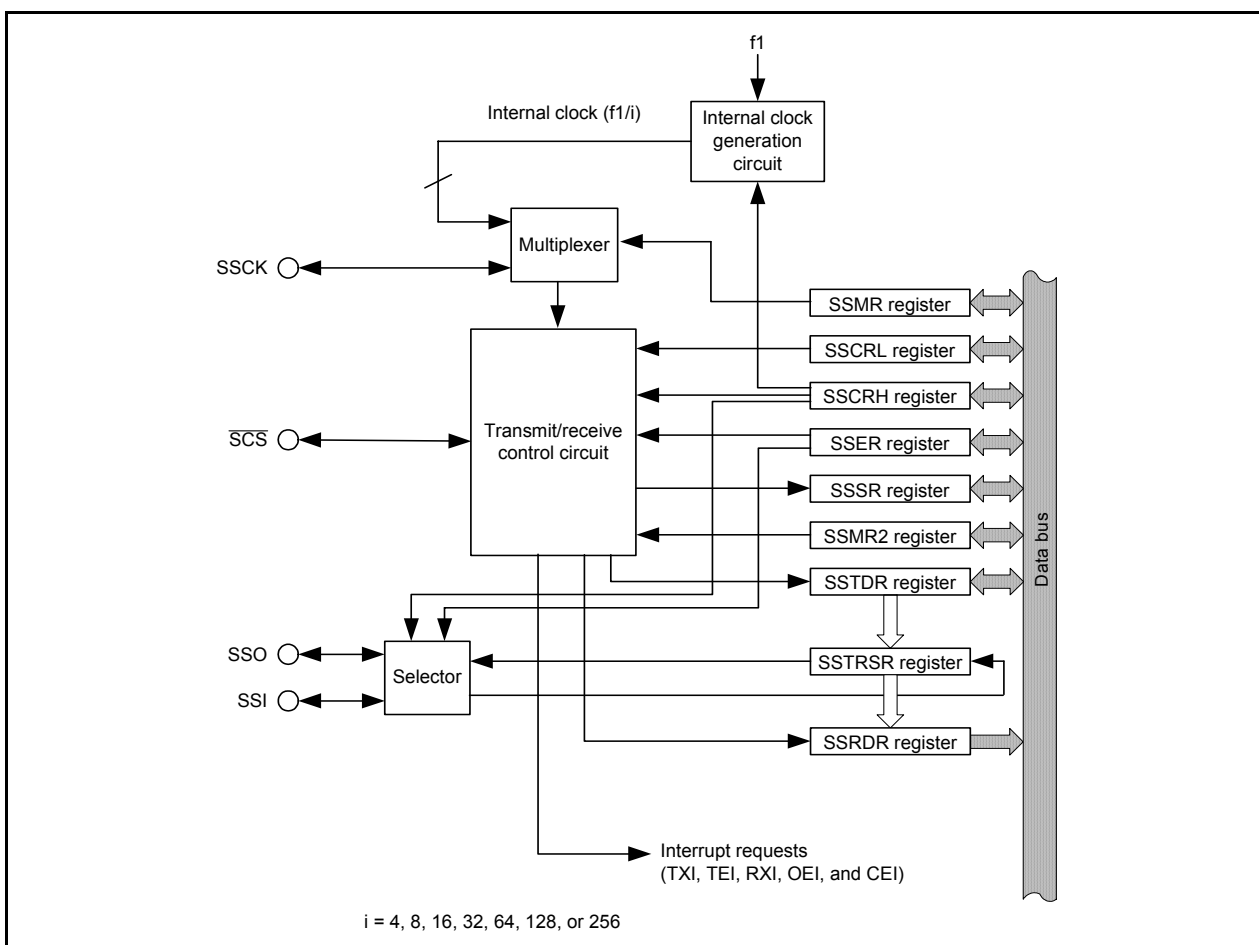 f1
Internal clock (f1/i)
Internal clock
generation
circuit
Multiplexer
SSCK
SSMR register
SSCRL register
SSCRH register
SCS
Transmit/receive
control circuit
SSER register
SSSR register
SSMR2 register
SSTDR register
Data bus
SSO
SSI
Selector
SSTRSR register
SSRDR register
Interrupt requests
(TXI, TEI, RXI, OEI, and CEI)
i = 4, 8, 16, 32, 64, 128, or 256